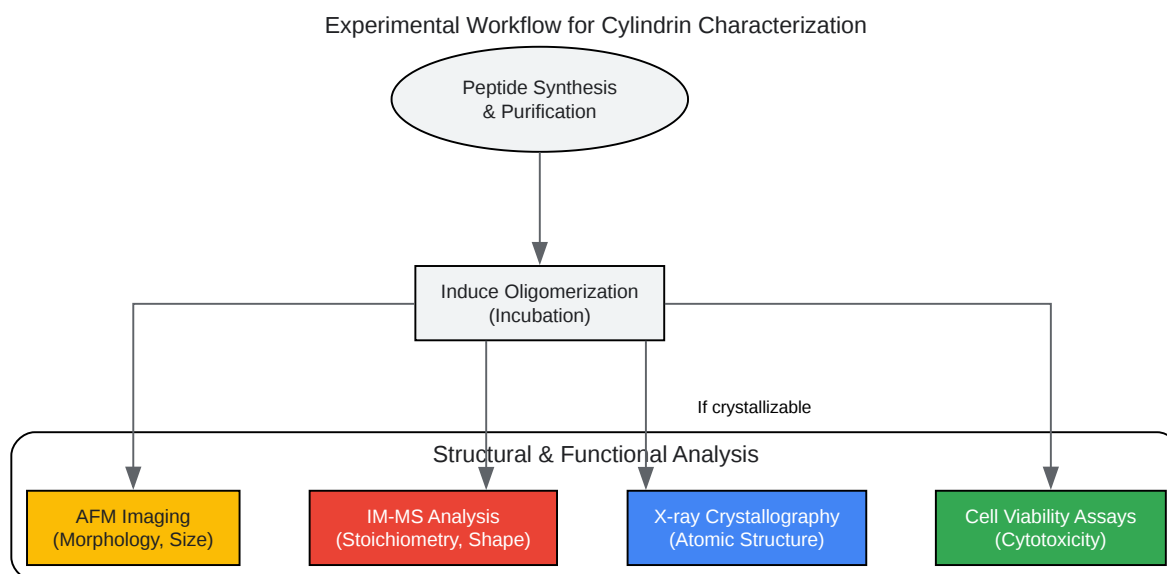 Experimental Workflow for Cylindrin Characterization
Peptide Synthesis
& Purification
Induce Oligomerization
(Incubation)
If crystallizable
Structural & Functional Analysis
AFM Imaging
(Morphology, Size)
IM-MS Analysis
(Stoichiometry, Shape)
X-ray Crystallography
(Atomic Structure)
Cell Viability Assays
(Cytotoxicity)